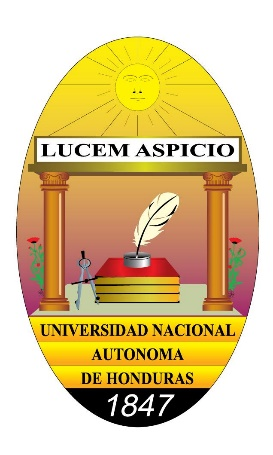 LUCEM ASPICIO
UNIVERSIDAD NACIONAL
AUTONOMA
DE HONDURAS
1847